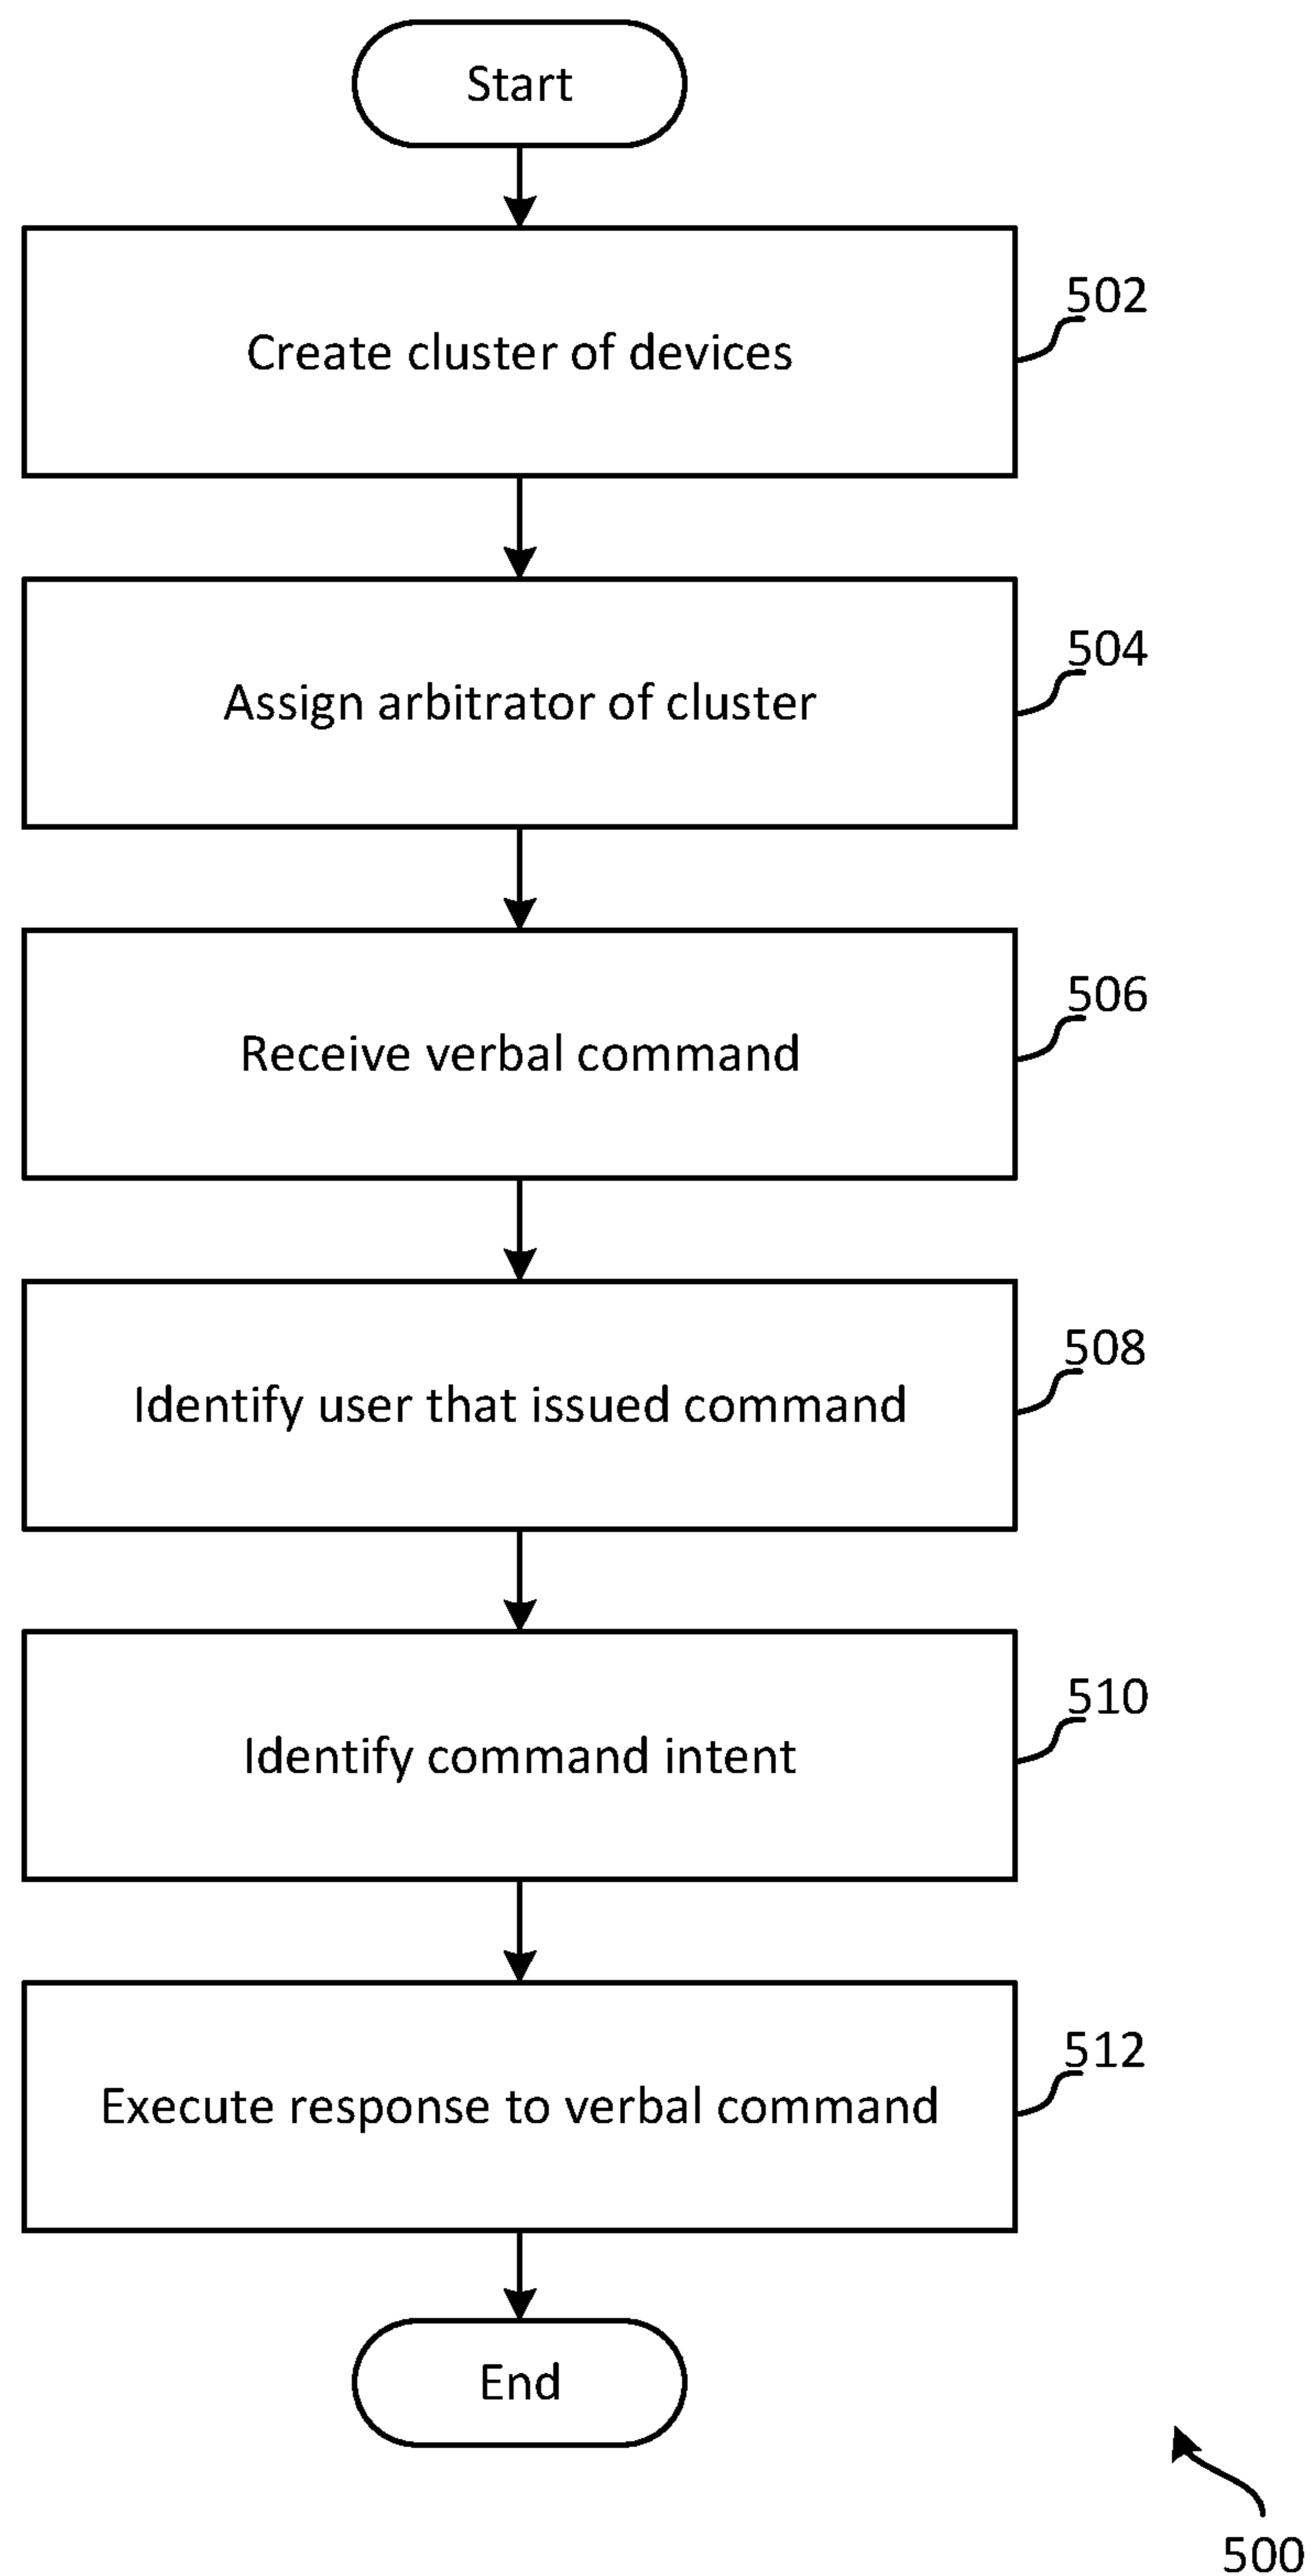 Start
Create cluster of devices
502
Assign arbitrator of cluster
504
Receive verbal command
506
Identify user that issued command
508
Identify command intent
510
Execute response to verbal command
512
End
500